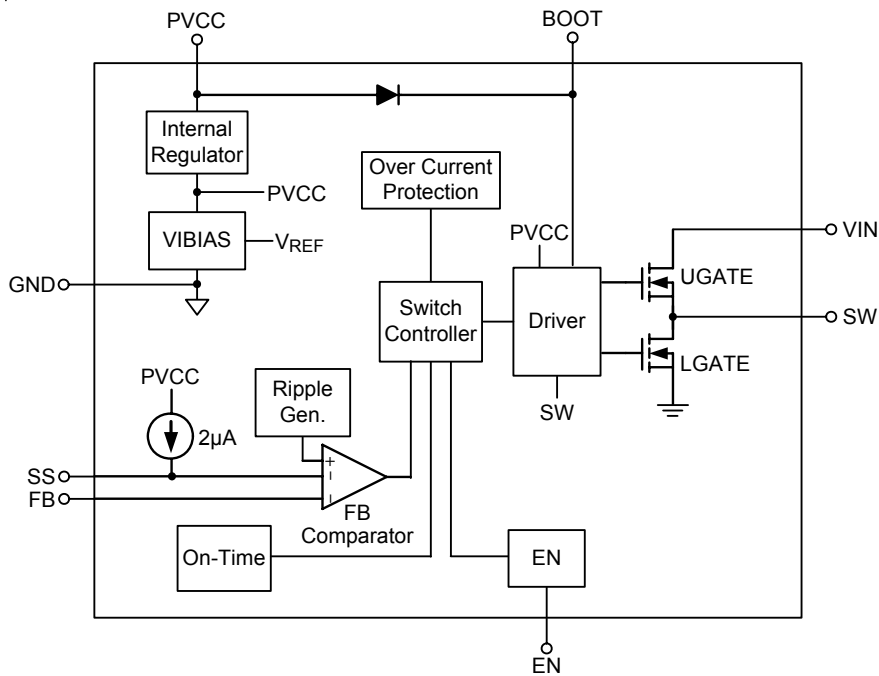 PVCC
BOOT
Internal
Regulator
Over Current
Protection
PVCC
PVCC
VIN
VIBIAS
VREF
UGATE
GND
Switch
Controller
Driver
SW
LGATE
PVCC
Ripple
Gen.
SW
2µA
SS
+
-
FB
-
FB
Comparator
On-Time
EN
EN